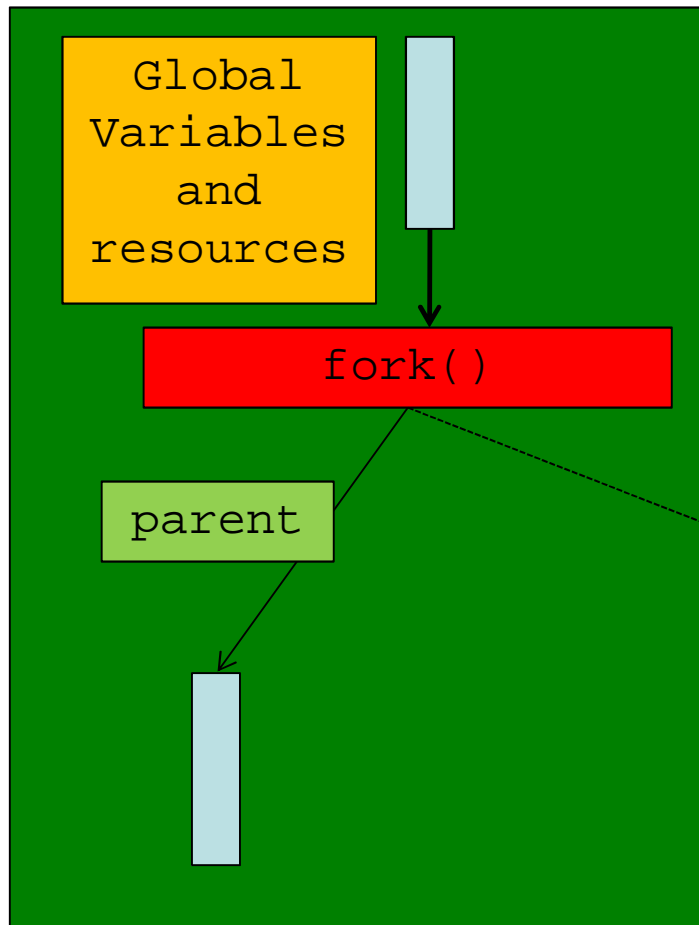 Global
Variables
and
resources
fork()
parent